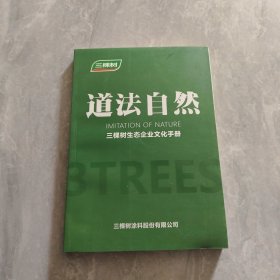 三棵树
道法自然
IMITATION OF NATURE
三棵树生态企业文化手册
3TREES
三棵树涂料股份有限公司